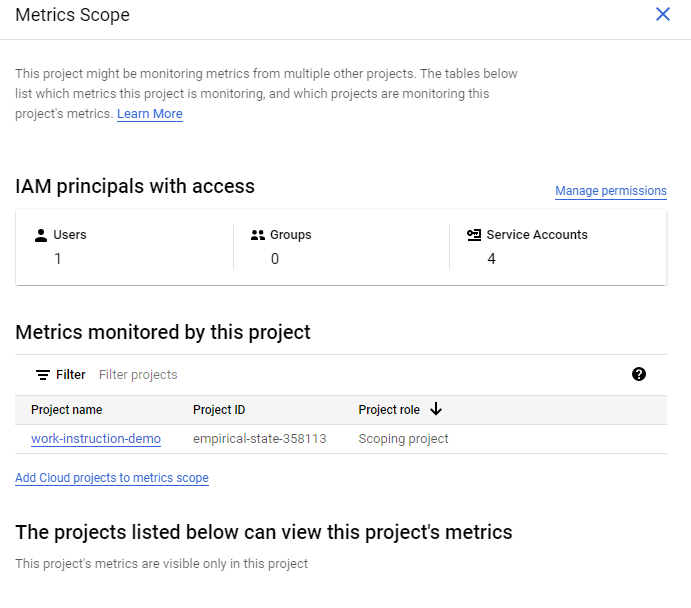 Metrics Scope
This project might be monitoring metrics from multiple other projects. The tables below
list which metrics this project is monitoring, and which projects are monitoring this
project's metrics. Learn More
IAM principals with access
Manage permissions
Users
1
Groups
0
Service Accounts
4
Metrics monitored by this project
Filter Filter projects
Project name Project ID Project role
work-instruction-demo empirical-state-358113 Scoping project
Add Cloud projects to metrics scope
The projects listed below can view this project's metrics
This project's metrics are visible only in this project